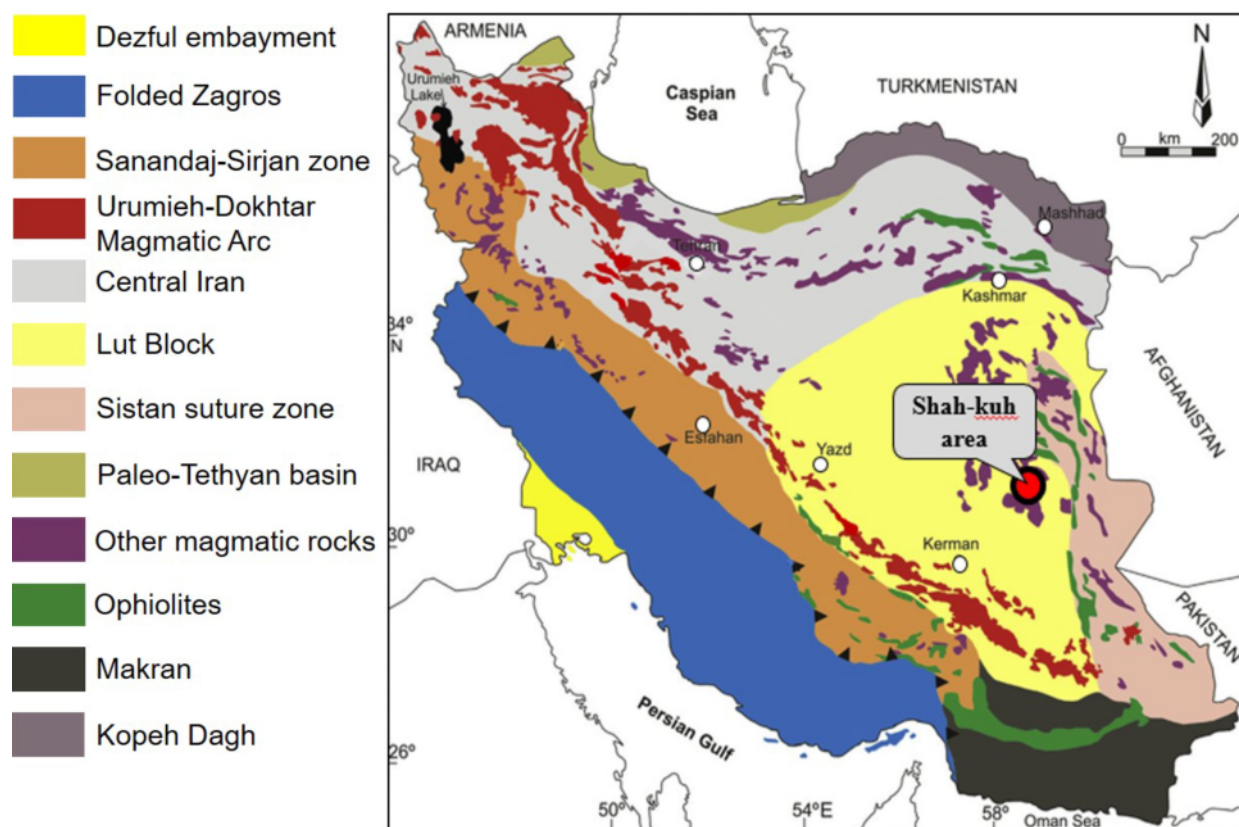 Dezful embayment
Folded Zagros
Sanandaj-Sirjan zone
Urumieh-Dokhtar
Magmatic Arc
Central Iran
Lut Block
Sistan suture zone
Paleo-Tethyan basin
Other magmatic rocks
Ophiolites
Makran
Kopeh Dagh
ARMENIA
Urumieh
Lake
Caspian
Sea
TURKMENISTAN
N
0 km 200
Mashhad
Tehran
Kashmar
34°
N
AFGHANISTAN
Shah-kuh
area
Esfahan
Yazd
IRAQ
30°
Kerman
PAKISTAN
Persian Gulf
26°
50°
54°E
58°
Oman Sea